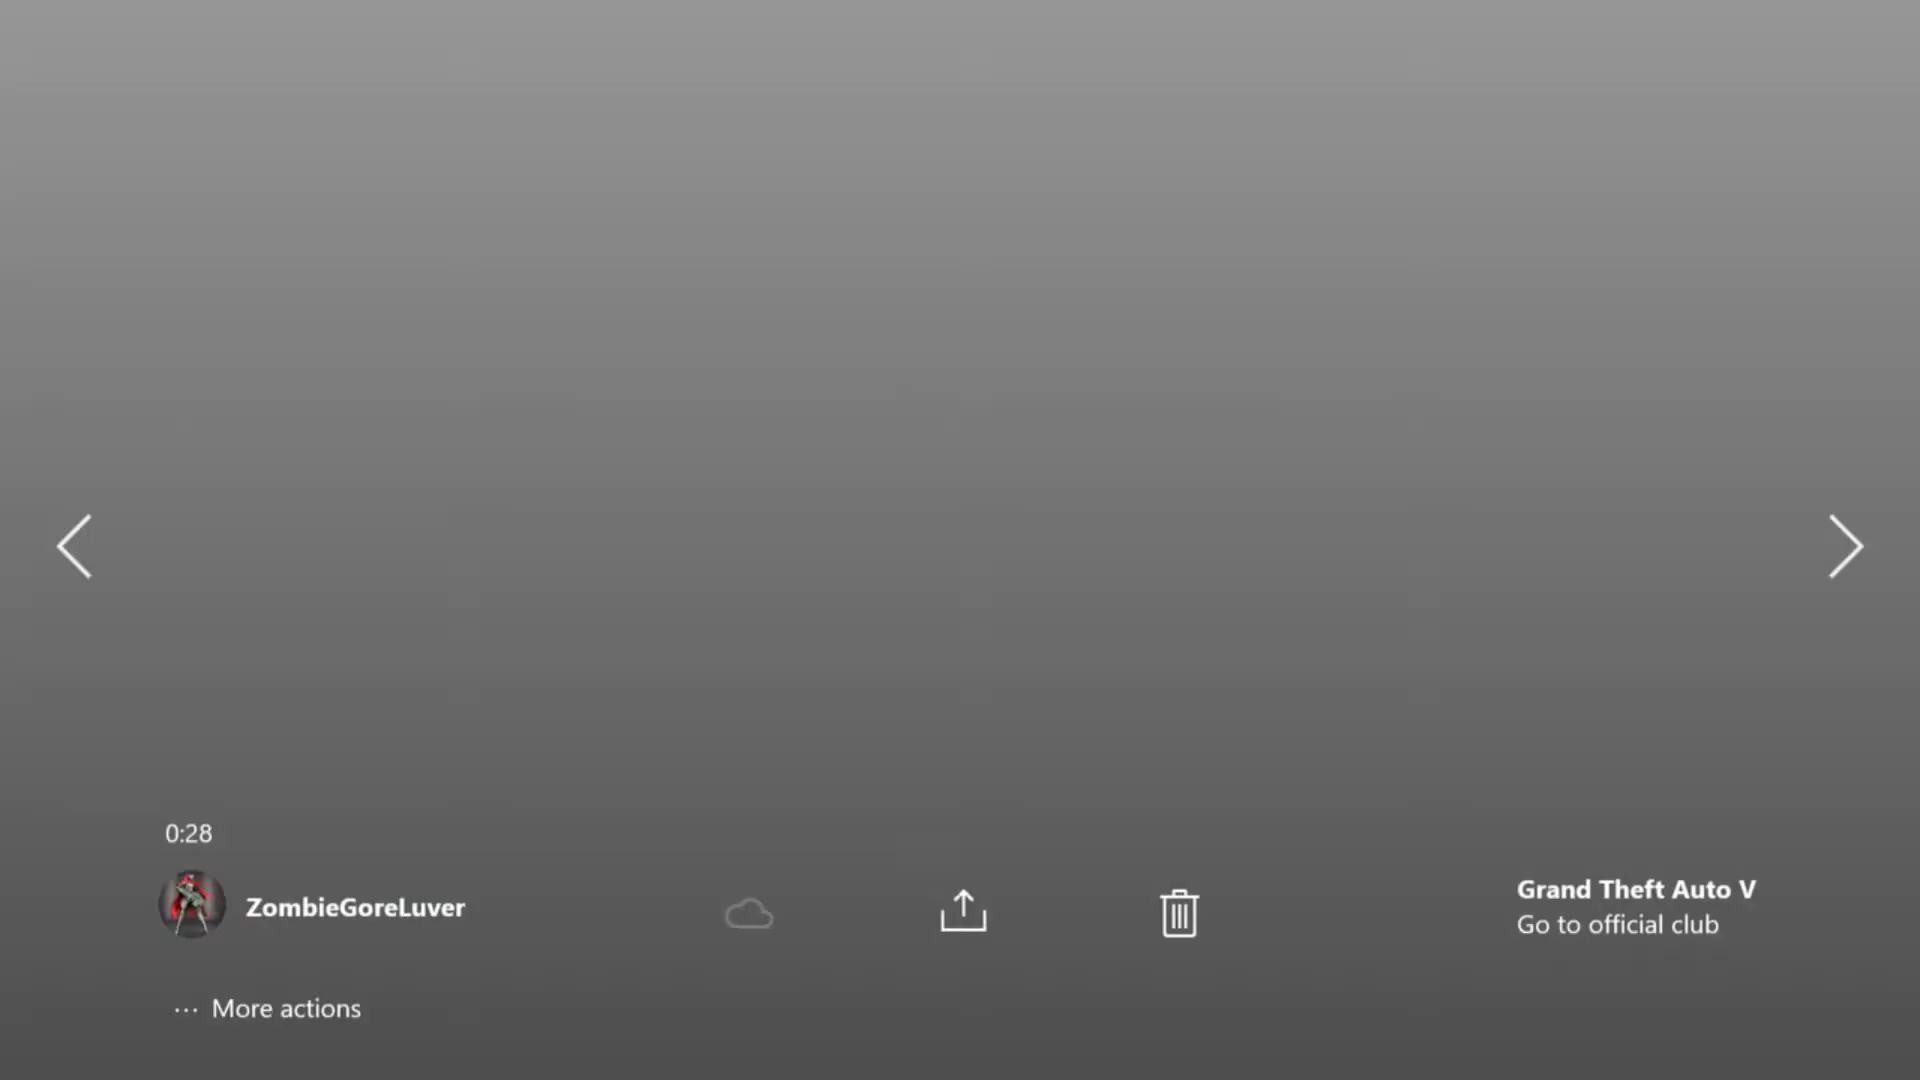 0:28
ZombieGoreLuver
Grand Theft Auto V
Go to official club
··· More actions